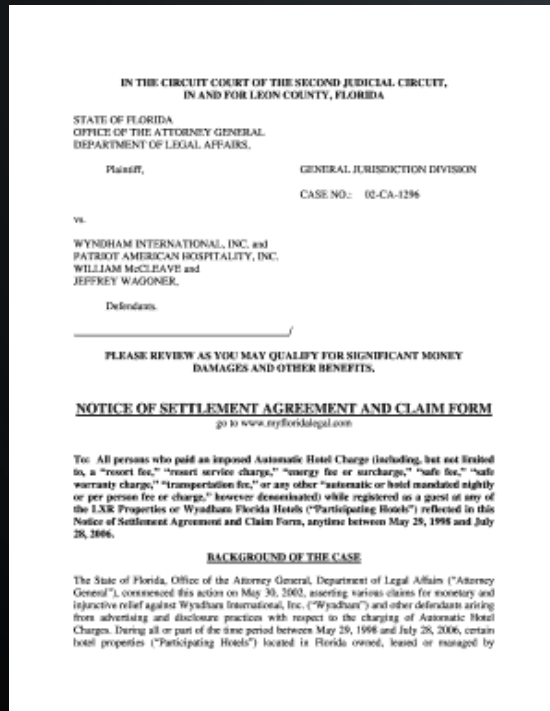 IN THE CIRCUIT COURT OF THE SECOND JUDICIAL CIRCUIT,
IN AND FOR LEON COUNTY, FLORIDA
STATE OF FLORIDA
OFFICE OF THE ATTORNEY GENERAL
DEPARTMENT OF LEGAL AFFAIRS,
Plaintiff,
GENERAL JURISDICTION DIVISION
CASE NO.: 02-CA-1296
vs.
WYNDHAM INTERNATIONAL, INC. and
PATRIOT AMERICAN HOSPITALITY, INC.
WILLIAM McCLEAVE and
JEFFREY WAGONER,
Defendants.
/
PLEASE REVIEW AS YOU MAY QUALIFY FOR SIGNIFICANT MONEY
DAMAGES AND OTHER BENEFITS.
NOTICE OF SETTLEMENT AGREEMENT AND CLAIM FORM
go to www.myfloridalegal.com
To: All persons who paid an imposed Automatic Hotel Charge (including, but not limited
to, a “resort fee,” “resort service charge,” “energy fee or surcharge,” “safe fee,” “safe
warranty charge,” “transportation fee,” or any other “automatic or hotel mandated nightly
or per person fee or charge,” however denominated) while registered as a guest at any of
the LXR Properties or Wyndham Florida Hotels (“Participating Hotels”) reflected in this
Notice of Settlement Agreement and Claim Form, anytime between May 29, 1998 and July
28, 2006.
BACKGROUND OF THE CASE
The State of Florida, Office of the Attorney General, Department of Legal Affairs (“Attorney
General”), commenced this action on May 30, 2002, asserting various claims for monetary and
injunctive relief against Wyndham International, Inc. (“Wyndham”) and other defendants arising
from advertising and disclosure practices with respect to the charging of Automatic Hotel
Charges. During all or part of the time period between May 29, 1998 and July 28, 2006, certain
hotel properties (“Participating Hotels”) located in Florida owned, leased or managed by